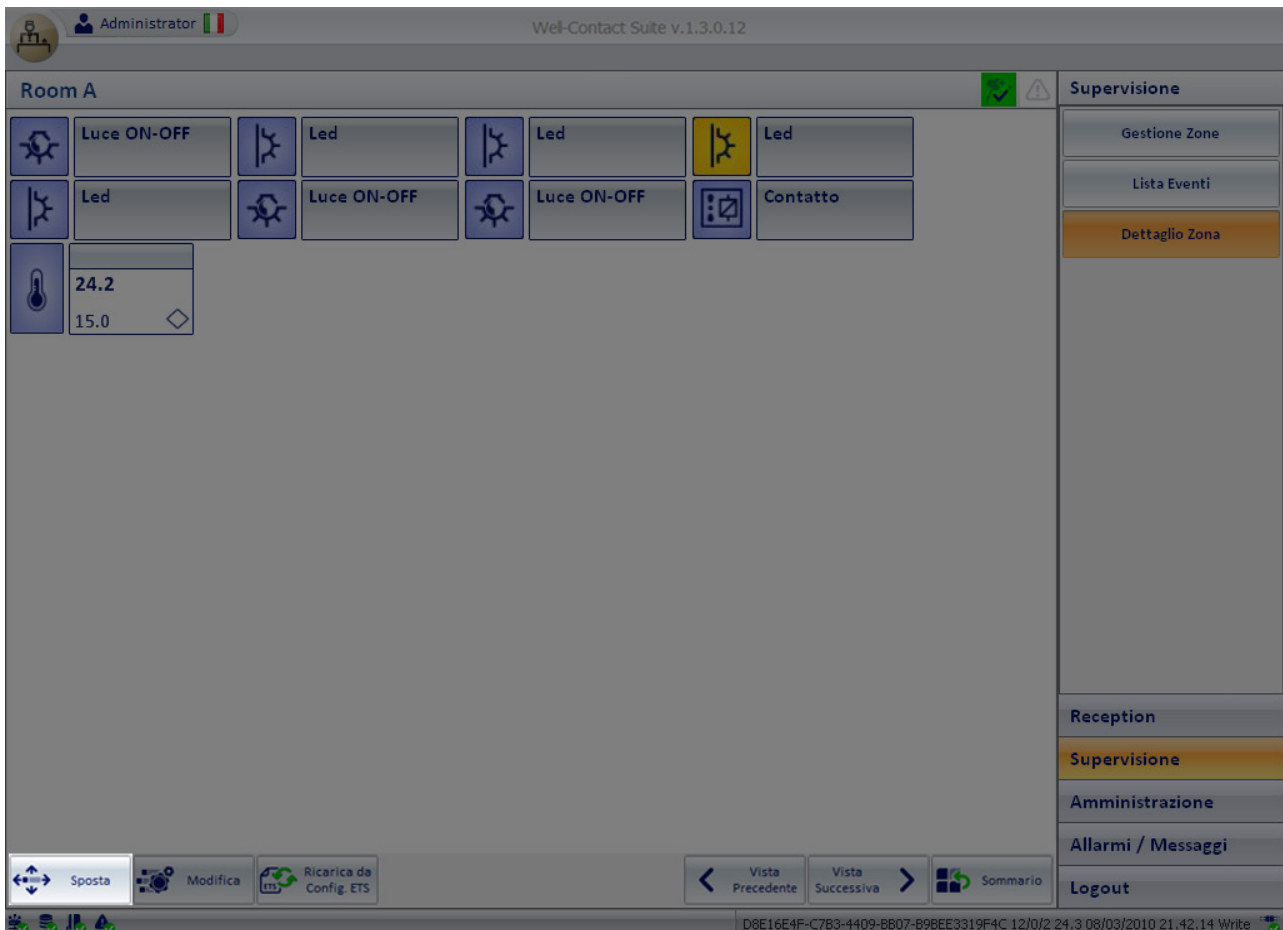 Administrator
Well-Contact Suite v.1.3.0.12
Room A
Supervisione
Luce ON-OFF
Led
Led
Led
Gestione Zone
Lista Eventi
Led
Luce ON-OFF
Luce ON-OFF
Contatto
Dettaglio Zona
24.2
15.0
Reception
Supervisione
Amministrazione
Allarmi / Messaggi
Logout
Sposta
Modifica
ETS
Ricarica da
Config. ETS
Vista
Precedente
Vista
Successiva
Sommario
D8E16E4F-C7B3-4409-BB07-B9BEE3319F4C 12/0/2 24.3 08/03/2010 21.42.14 Write